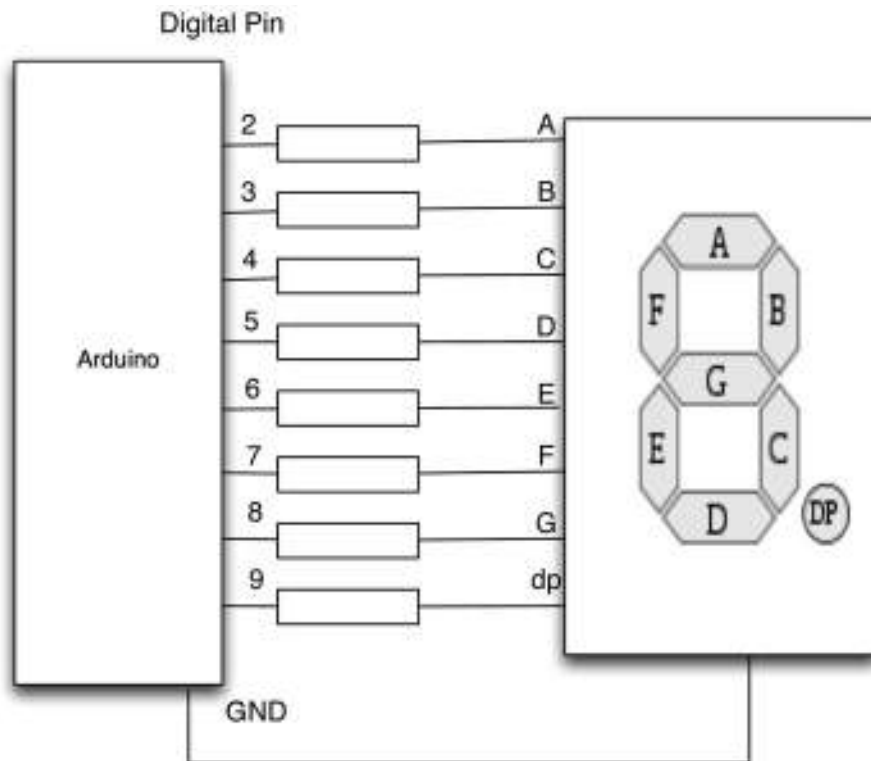 Digital Pin
2 A
3 B
4 C
5 D
6 E
7 F
8 G
9 dp
Arduino
GND
A
F B
G
E C
D DP